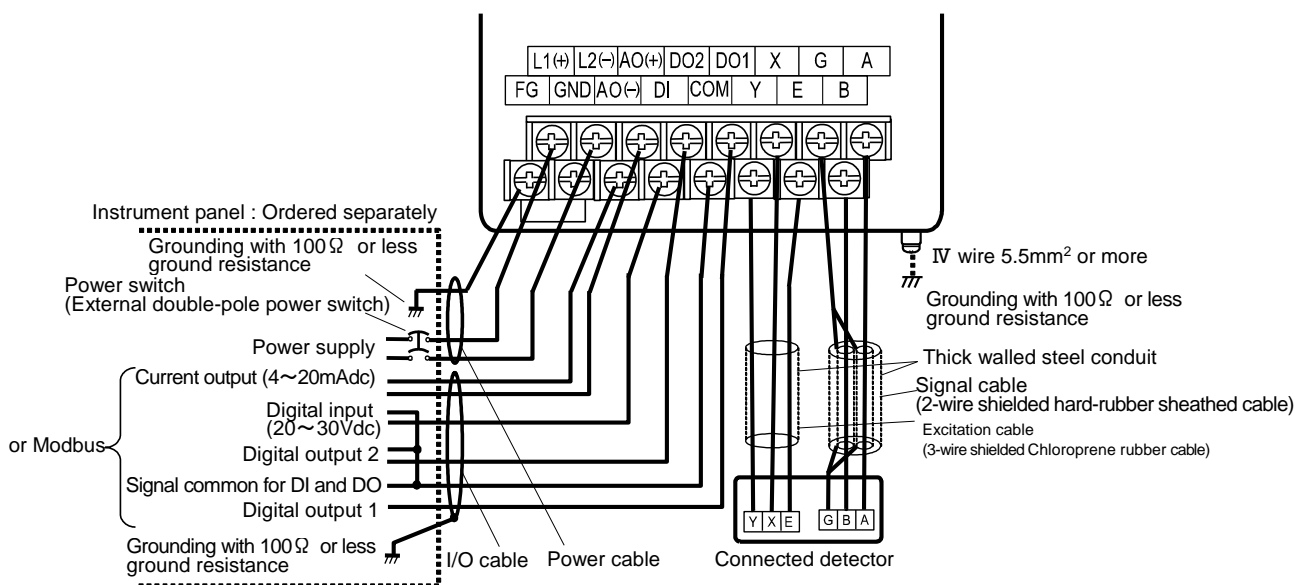 L1(+) L2(-) AO(+) DO2 DO1 X G A
FG GND AO(-) DI COM Y E B
Instrument panel : Ordered separately
Grounding with 100Ω or less
ground resistance
Power switch
(External double-pole power switch)
Power supply
Current output (4～20mAdc)
Digital input
(20～30Vdc)
or Modbus
Digital output 2
Signal common for DI and DO
Digital output 1
Grounding with 100Ω or less
ground resistance
I/O cable
Power cable
IV wire 5.5mm² or more
Grounding with 100Ω or less
ground resistance
Thick walled steel conduit
Signal cable
(2-wire shielded hard-rubber sheathed cable)
Excitation cable
(3-wire shielded Chloroprene rubber cable)
Y X E G B A
Connected detector